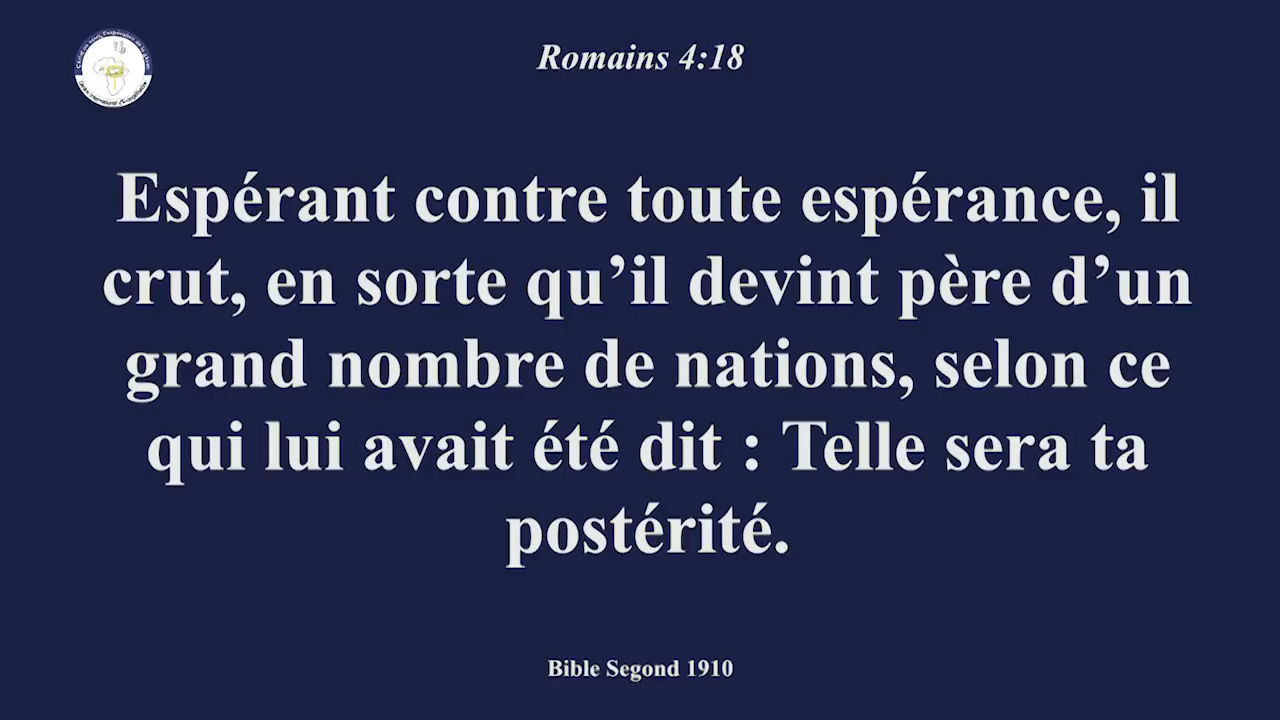 Romains 4:18
Espérant contre toute espérance, il
crut, en sorte qu’il devint père d’un
grand nombre de nations, selon ce
qui lui avait été dit : Telle sera ta
postérité.
Bible Segond 1910